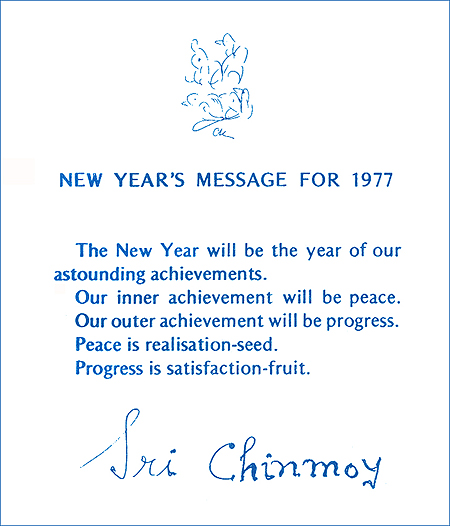 NEW YEAR'S MESSAGE FOR 1977
The New Year will be the year of our
astounding achievements.
Our inner achievement will be peace.
Our outer achievement will be progress.
Peace is realisation-seed.
Progress is satisfaction-fruit.
Sri Chinmoy